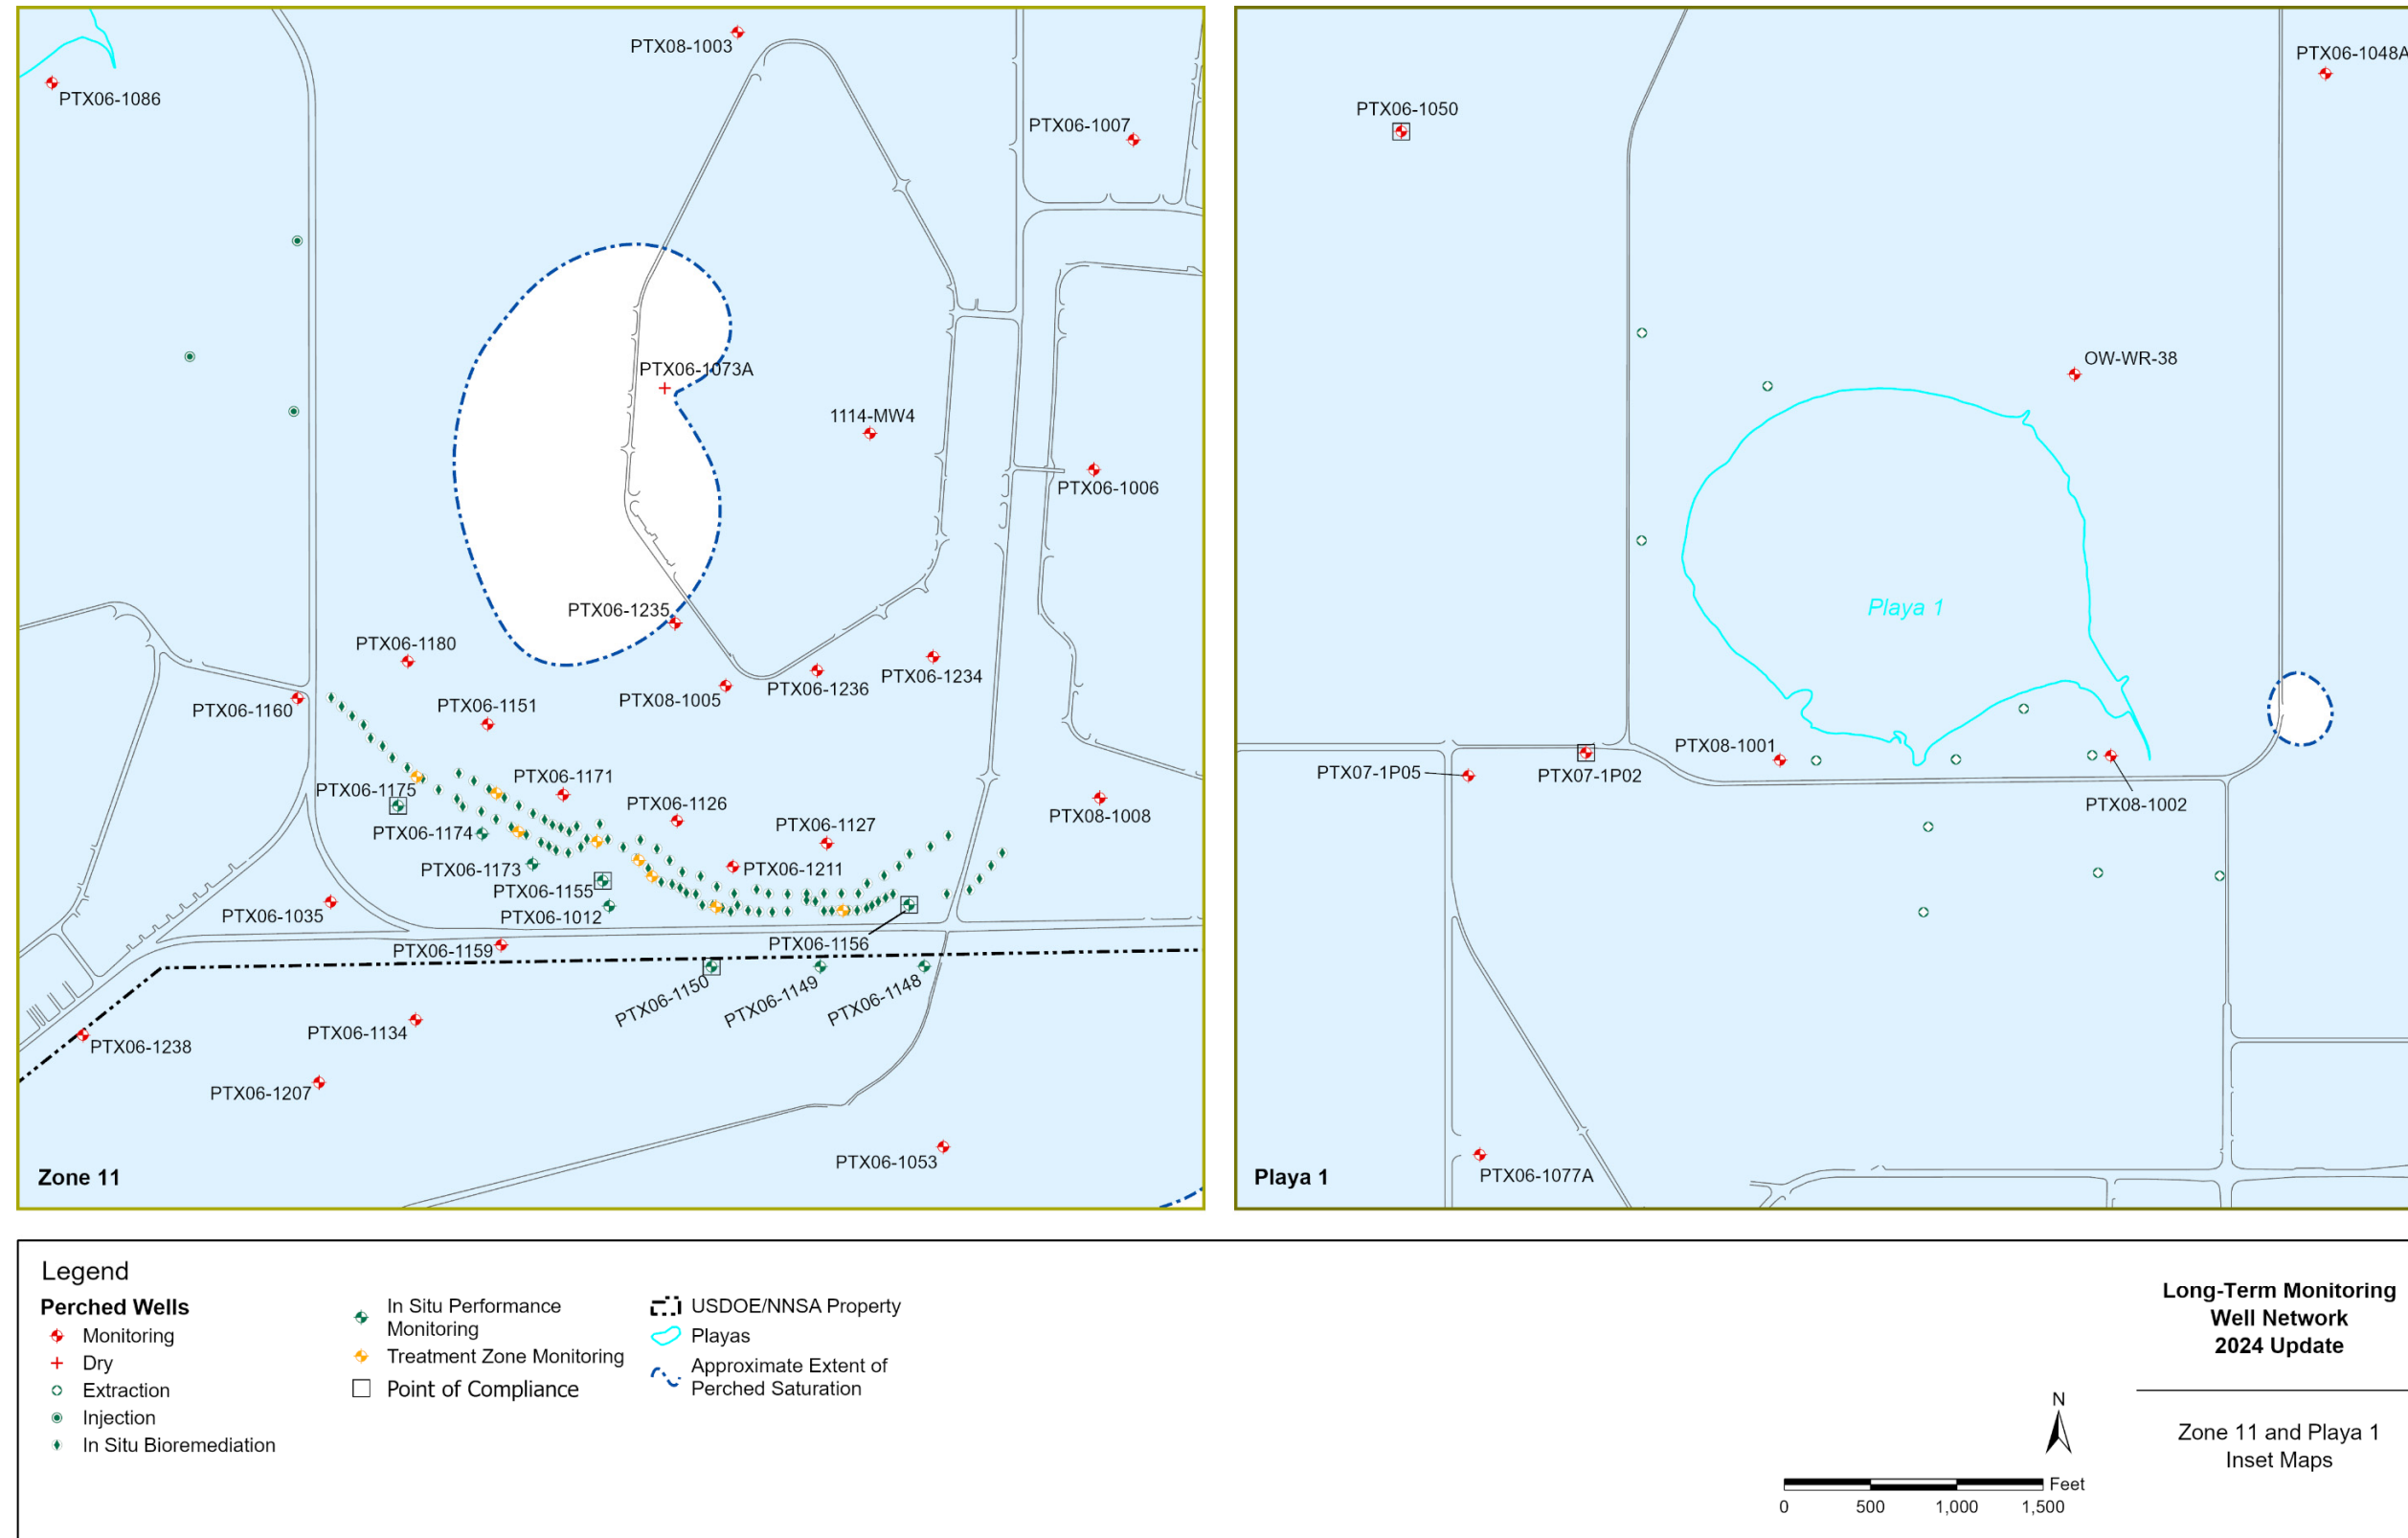 PTX08-1003
PTX06-1086
PTX06-1007
PTX06-1073A
1114-MW4
PTX06-1006
PTX06-1235
PTX06-1180
PTX06-1234
PTX06-1236
PTX08-1005
PTX06-1151
PTX06-1160
PTX06-1171
PTX06-1175
PTX06-1126
PTX08-1008
PTX06-1127
PTX06-1174
PTX06-1173
PTX06-1211
PTX06-1155
PTX06-1035
PTX06-1012
PTX06-1156
PTX06-1159
PTX06-1150
PTX06-1149
PTX06-1148
PTX06-1134
PTX06-1238
PTX06-1207
PTX06-1053
Zone 11
PTX06-1048A
PTX06-1050
OW-WR-38
Playa 1
PTX08-1001
PTX07-1P05
PTX07-1P02
PTX08-1002
PTX06-1077A
Playa 1
Legend
Perched Wells
Monitoring
Dry
Extraction
Injection
In Situ Bioremediation
In Situ Performance
Monitoring
Treatment Zone Monitoring
Point of Compliance
USDOE/NNSA Property
Playas
Approximate Extent of
Perched Saturation
N
Feet
0 500 1,000 1,500
Long-Term Monitoring
Well Network
2024 Update
Zone 11 and Playa 1
Inset Maps